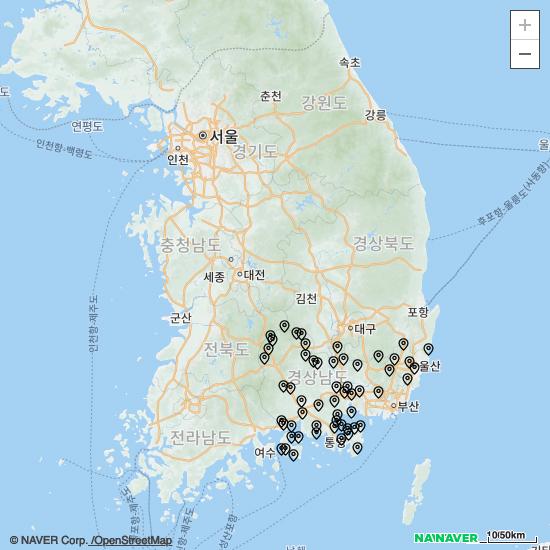 +
−
속초
춘천
강원도
도
강릉
연평도
서울
인천
경기도
인천항-백령도
울
후포항-울릉도(사동항)
충청남도
경상북도
세종
대전
김천
인천항-제주도
군산
포항
대구
전북도
경상남도
울산
부산
전라남도
여수
통영
NA!NAVER
10/50km
© NAVER Corp. /OpenStreetMap